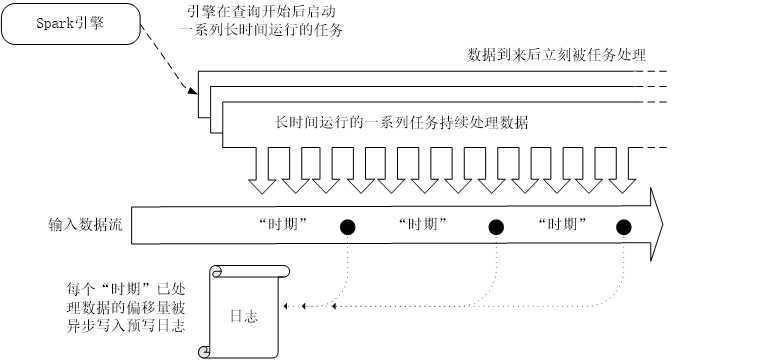 Spark引擎
引擎在查询开始后启动
一系列长时间运行的任务
数据到来后立刻被任务处理
长时间运行的一系列任务持续处理数据
输入数据流
“时期”
“时期”
“时期”
每个“时期”已处
理数据的偏移量被
异步写入预写日志
日志